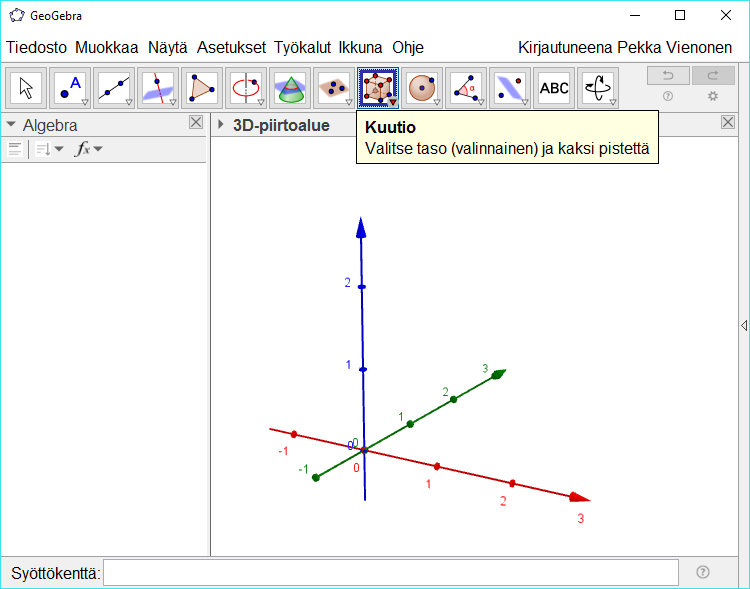 GeoGebra
Tiedosto Muokkaa Näytä Asetukset Työkalut Ikkuna Ohje Kirjautuneena Pekka Vienonen
A α ABC
Algebra
3D-piirtoalue
Kuutio
Valitse taso (valinnainen) ja kaksi pistettä
fx
2
3
1
2
1
0
0
-1
-1
0
1
2
3
Syöttökenttä: